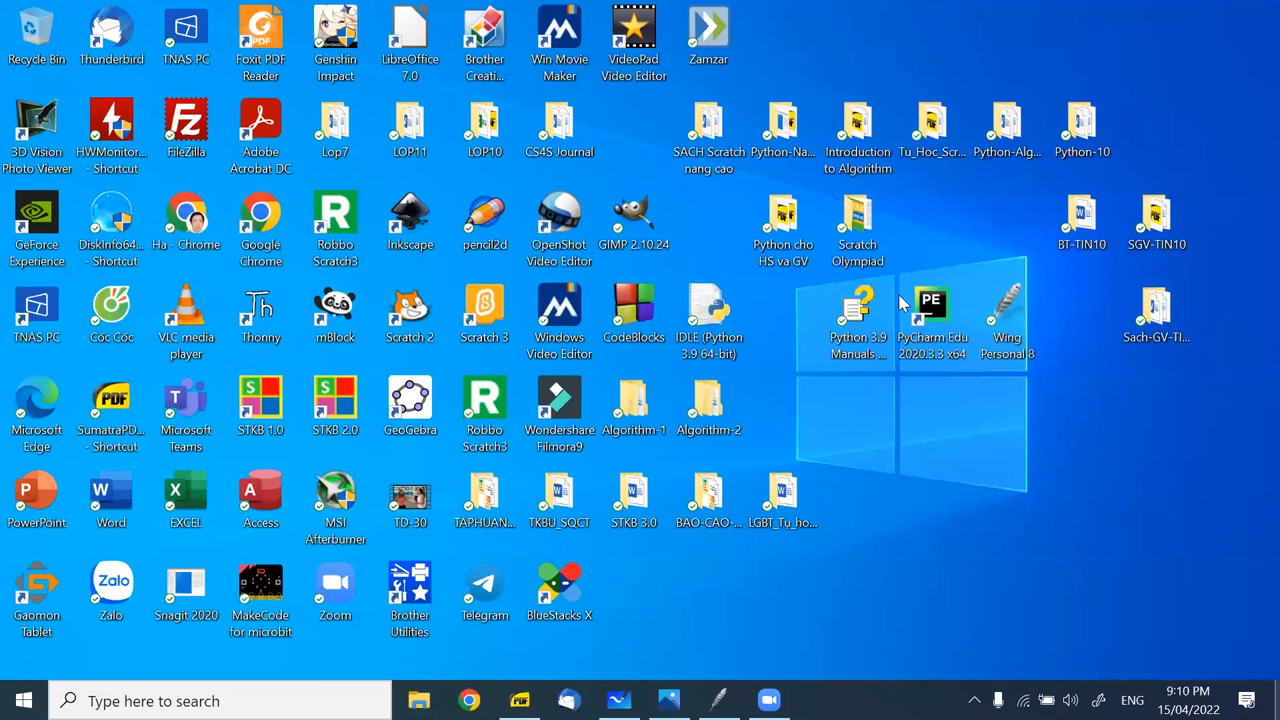 Recycle Bin
Thunderbird
TNAS PC
Foxit PDF
Reader
Genshin
Impact
LibreOffice
7.0
Brother
Creati...
Win Movie
Maker
VideoPad
Video Editor
Zamzar
3D Vision
Photo Viewer
HWMonitor...
- Shortcut
FileZilla
Adobe
Acrobat DC
Lop7
LOP11
LOP10
CS4S Journal
SACH Scratch
nang cao
Python-Na...
Introduction
to Algorithm
Tu_Hoc_Scr...
Python-Alg...
Python-10
GeForce
Experience
DiskInfo64...
- Shortcut
Ha - Chrome
Google
Chrome
Robbo
Scratch3
Inkscape
pencil2d
OpenShot
Video Editor
GIMP 2.10.24
Python cho
HS va GV
Scratch
Olympiad
BT-TIN10
SGV-TIN10
TNAS PC
Cốc Cốc
VLC media
player
Thonny
mBlock
Scratch 2
Scratch 3
Windows
Video Editor
CodeBlocks
IDLE (Python
3.9 64-bit)
Python 3.9
Manuals ...
PyCharm Edu
2020.3.3 x64
Wing
Personal 8
Sach-GV-TI...
Microsoft
Edge
SumatraPD...
- Shortcut
Microsoft
Teams
STKB 1.0
STKB 2.0
GeoGebra
Robbo
Scratch3
Wondershare
Filmora9
Algorithm-1
Algorithm-2
PowerPoint
Word
EXCEL
Access
MSI
Afterburner
TD-30
TAPHUAN...
TKBU_SQCT
STKB 3.0
BAO-CAO-...
LGBT_Tụ_ho...
Gaomon
Tablet
Zalo
Snagit 2020
MakeCode
for microbit
Zoom
Brother
Utilities
Telegram
BlueStacks X
Type here to search
ENG
9:10 PM
15/04/2022